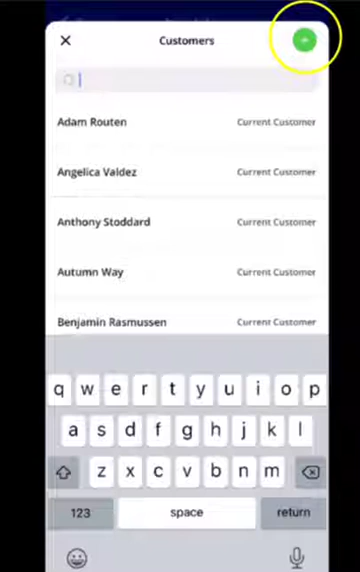 Customers
Adam Routen Current Customer
Angelica Valdez Current Customer
Anthony Stoddard Current Customer
Autumn Way Current Customer
Benjamin Rasmussen Current Customer
q w e r t y u i o p
a s d f g h j k l
z x c v b n m
123 space return